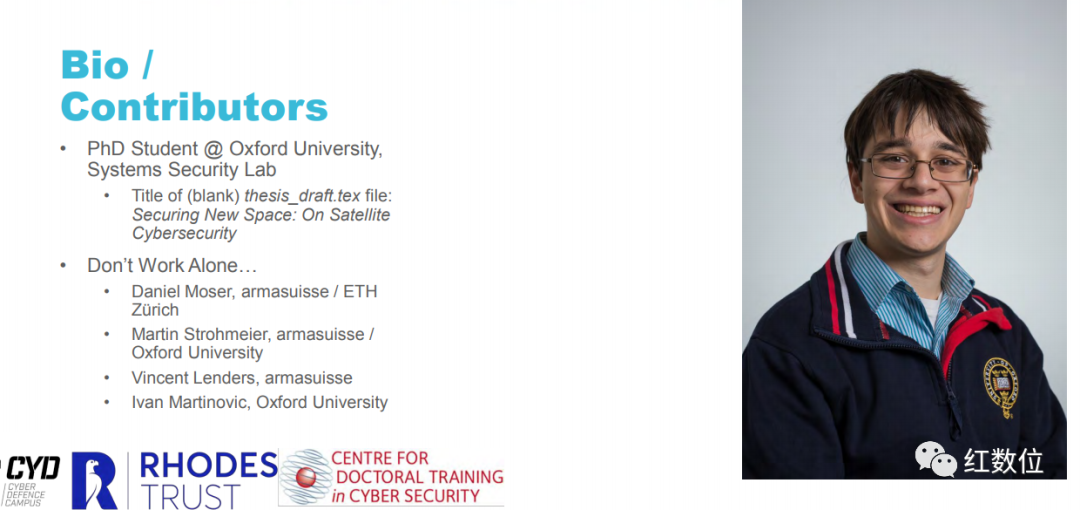 Bio /
Contributors
• PhD Student @ Oxford University,
Systems Security Lab
• Title of (blank) thesis_draft.tex file:
Securing New Space: On Satellite
Cybersecurity
• Don’t Work Alone…
• Daniel Moser, armasuisse / ETH
Zürich
• Martin Strohmeier, armasuisse /
Oxford University
• Vincent Lenders, armasuisse
• Ivan Martinovic, Oxford University
CYD
CYBER
DEFENCE
CAMPUS
RHODES
TRUST
CENTRE FOR
DOCTORAL TRAINING
in CYBER SECURITY
红数位